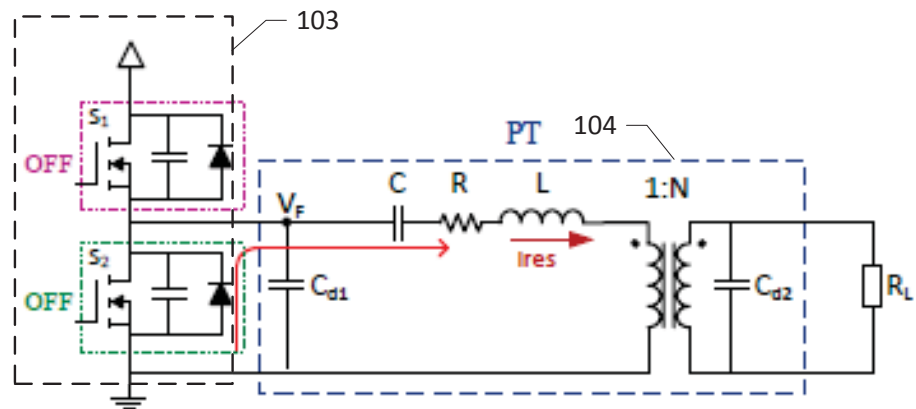 103
S1
OFF
PT
104
C
R
L
1:N
VF
Ires
S2
OFF
Cd1
Cd2
RL